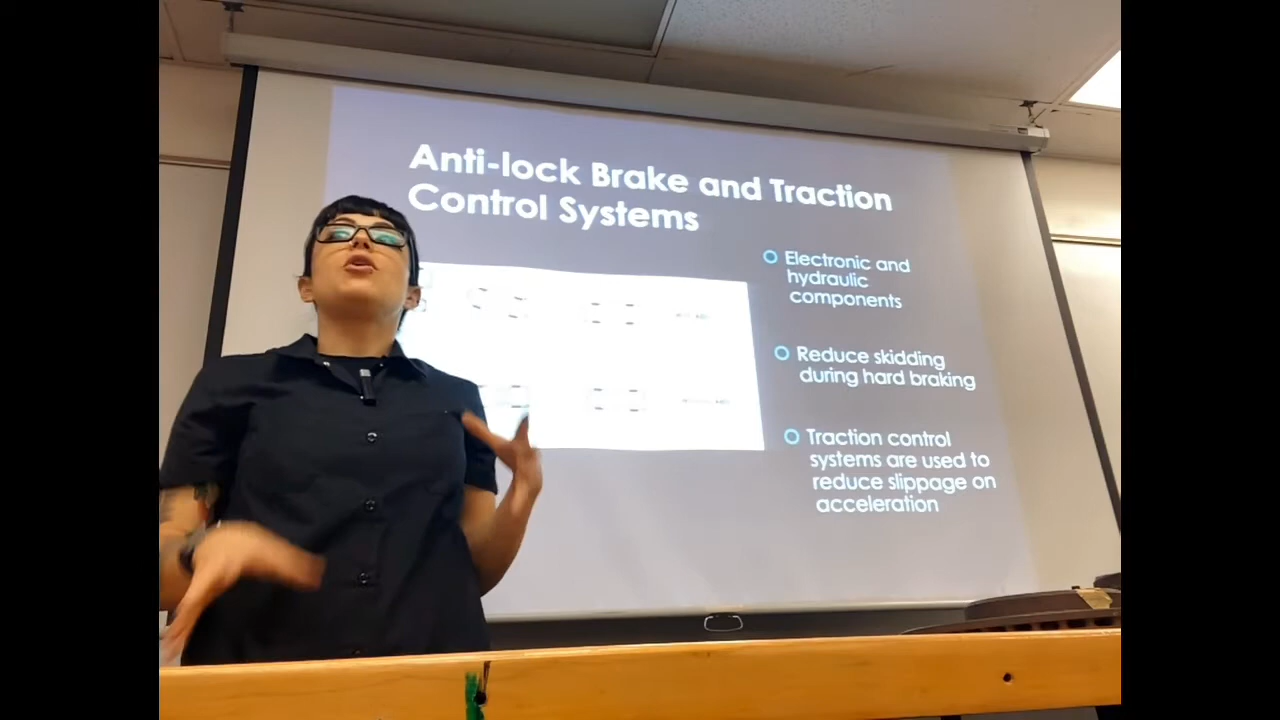 Anti-lock Brake and Traction
Control Systems
Electronic and
hydraulic
components
Reduce skidding
during hard braking
Traction control
systems are used to
reduce slippage on
acceleration